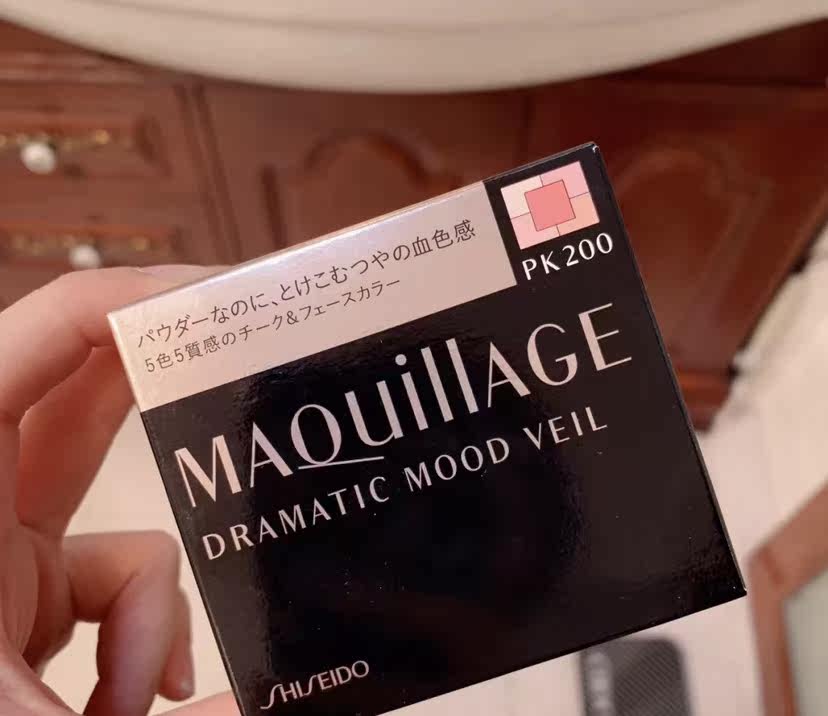 パウダーなのに、とけこむつやの血色感
5色5質感のチーク&フェースカラー
PK200
MAQuillAGE
DRAMATIC MOOD VEIL
SHISEIDO